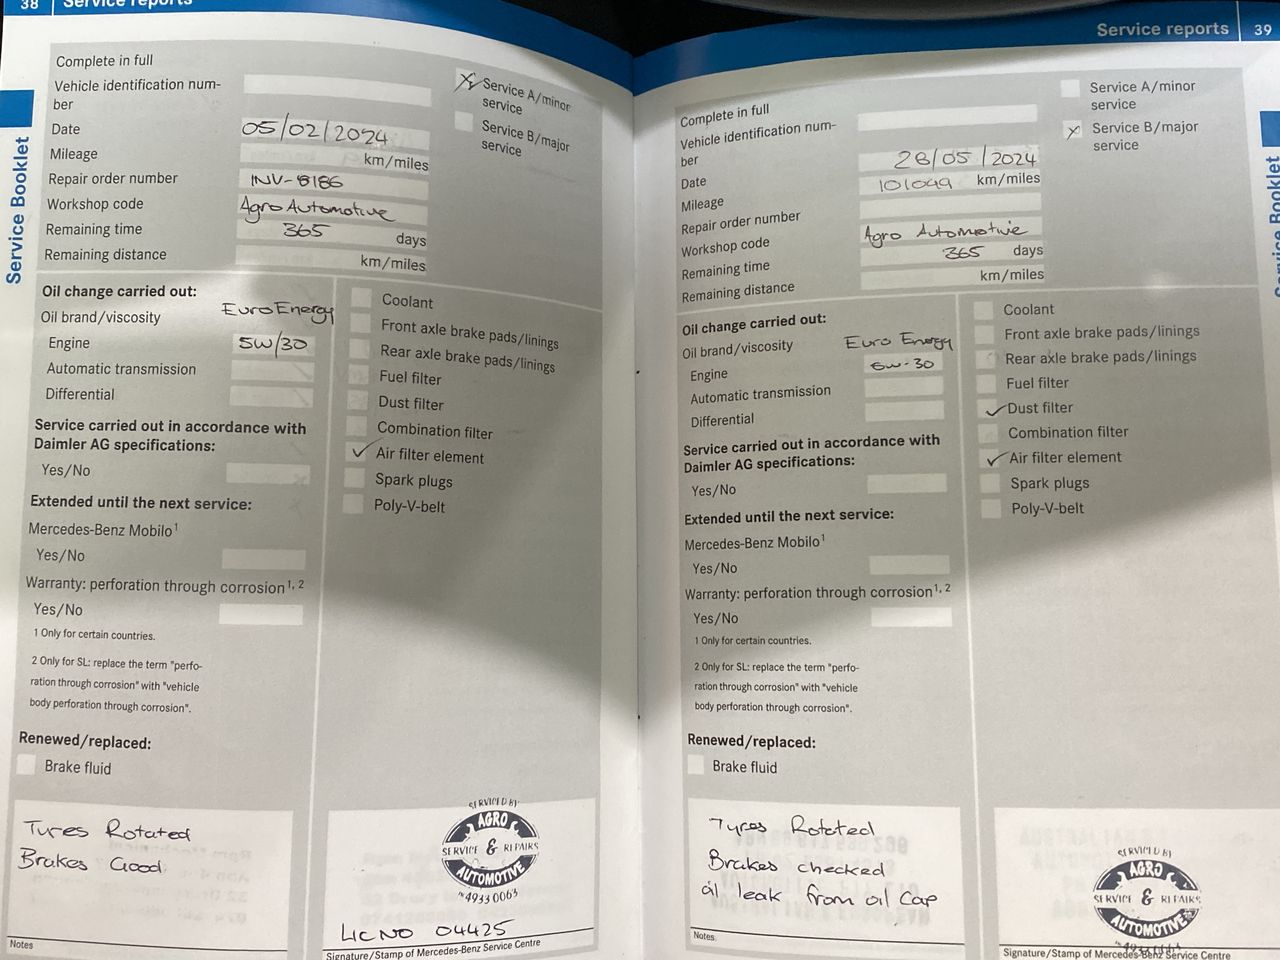 38 Service reports
Complete in full
Vehicle identification num-
ber
Date 05/02/2024
Mileage km/miles
Repair order number INV-8186
Workshop code Agro Automotive
Remaining time 365 days
Remaining distance km/miles
Service A/minor
service
Service B/major
service
Service Booklet
Oil change carried out:
Oil brand/viscosity EuroEnergy
Engine 5W/30
Automatic transmission
Differential
Service carried out in accordance with
Daimler AG specifications:
Yes/No
Extended until the next service:
Mercedes-Benz Mobilo1
Yes/No
Warranty: perforation through corrosion1, 2
Yes/No
1 Only for certain countries.
2 Only for SL: replace the term "perfo-
ration through corrosion" with "vehicle
body perforation through corrosion".
Renewed/replaced:
Brake fluid
Coolant
Front axle brake pads/linings
Rear axle brake pads/linings
Fuel filter
Dust filter
Combination filter
Air filter element
Spark plugs
Poly-V-belt
Tyres Rotated
Brakes Good
Notes
SERVICED BY
AGRO
SERVICE & REPAIRS
AUTOMOTIVE
4933 0063
LIC NO 04425
Signature/Stamp of Mercedes-Benz Service Centre
Service reports 39
Complete in full
Vehicle identification num-
ber
Date 28/05/2024
Mileage 101049 km/miles
Repair order number
Workshop code Agro Automotive
Remaining time 365 days
Remaining distance km/miles
Service A/minor
service
Service B/major
service
Service Booklet
Oil change carried out:
Oil brand/viscosity Euro Energy
Engine 5w-30
Automatic transmission
Differential
Service carried out in accordance with
Daimler AG specifications:
Yes/No
Extended until the next service:
Mercedes-Benz Mobilo1
Yes/No
Warranty: perforation through corrosion1, 2
Yes/No
1 Only for certain countries.
2 Only for SL: replace the term "perfo-
ration through corrosion" with "vehicle
body perforation through corrosion".
Renewed/replaced:
Brake fluid
Coolant
Front axle brake pads/linings
Rear axle brake pads/linings
Fuel filter
Dust filter
Combination filter
Air filter element
Spark plugs
Poly-V-belt
Tyres Rotated
Brakes checked
oil leak from oil cap
Notes
SERVICED BY
AGRO
SERVICE & REPAIRS
AUTOMOTIVE
4933 0063
Signature/Stamp of Mercedes-Benz Service Centre